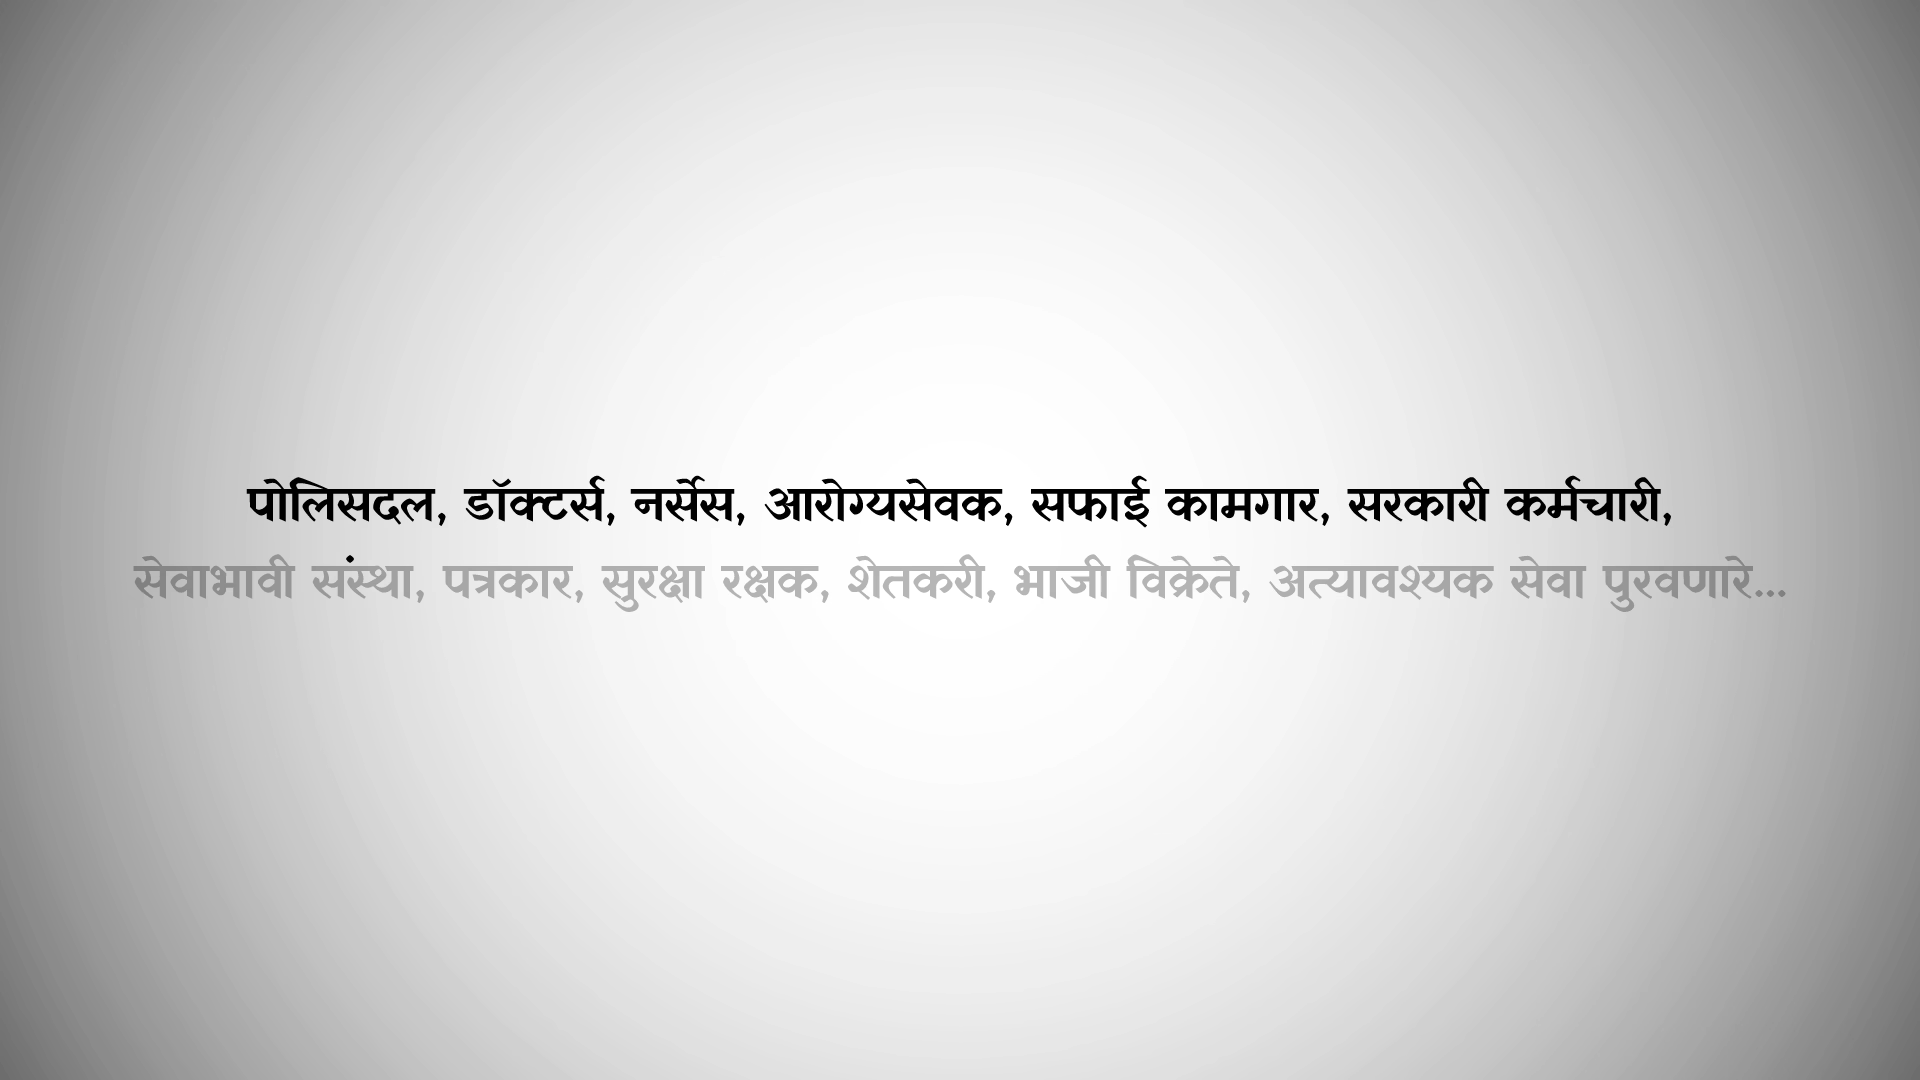 पोलिसदल, डॉक्टर्स, नर्सेस, आरोग्यसेवक, सफाई कामगार, सरकारी कर्मचारी,
सेवाभावी संस्था, पत्रकार, सुरक्षा रक्षक, शेतकरी, भाजी विक्रेते, अत्यावश्यक सेवा पुरवणारे...